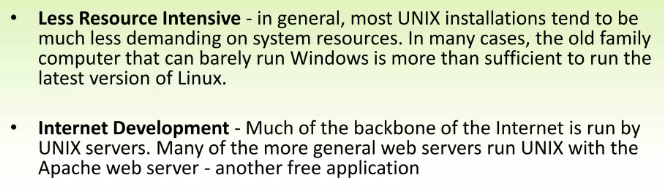 • Less Resource Intensive - in general, most UNIX installations tend to be
much less demanding on system resources. In many cases, the old family
computer that can barely run Windows is more than sufficient to run the
latest version of Linux.
• Internet Development - Much of the backbone of the Internet is run by
UNIX servers. Many of the more general web servers run UNIX with the
Apache web server - another free application